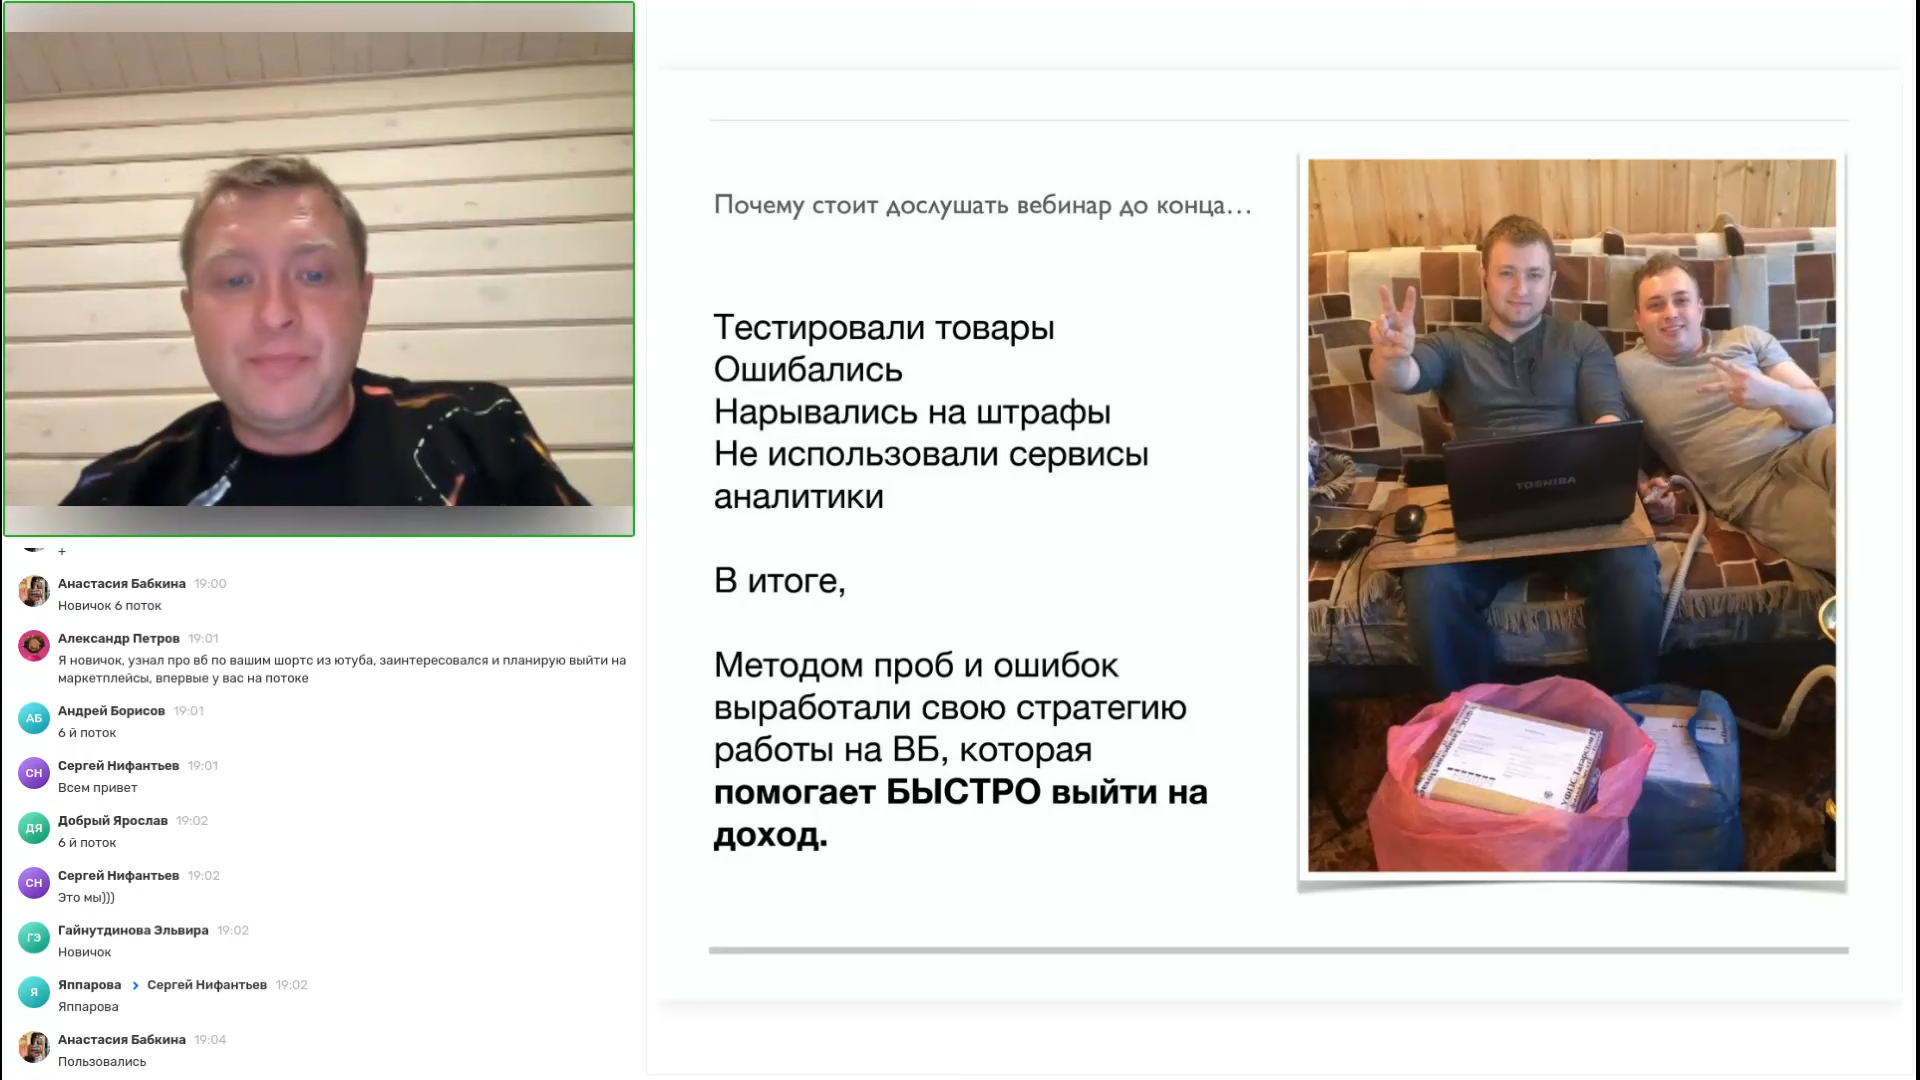 +
Анастасия Бабкина 19:00
Новичок 6 поток
Александр Петров 19:01
Я новичок, узнал про вб по вашим шортс из ютуба, заинтересовался и планирую выйти на
маркетплейсы, впервые у вас на потоке
АБ
Андрей Борисов 19:01
6 й поток
СН
Сергей Нифантьев 19:01
Всем привет
ДЯ
Добрый Ярослав 19:02
6 й поток
СН
Сергей Нифантьев 19:02
Это мы)))
ГЭ
Гайнутдинова Эльвира 19:02
Новичок
Я
Яппарова > Сергей Нифантьев 19:02
Яппарова
Анастасия Бабкина 19:04
Пользовались
Почему стоит дослушать вебинар до конца...
Тестировали товары
Ошибались
Нарывались на штрафы
Не использовали сервисы
аналитики
В итоге,
Методом проб и ошибок
выработали свою стратегию
работы на ВБ, которая
помогает БЫСТРО выйти на
доход.
TOSHIBA